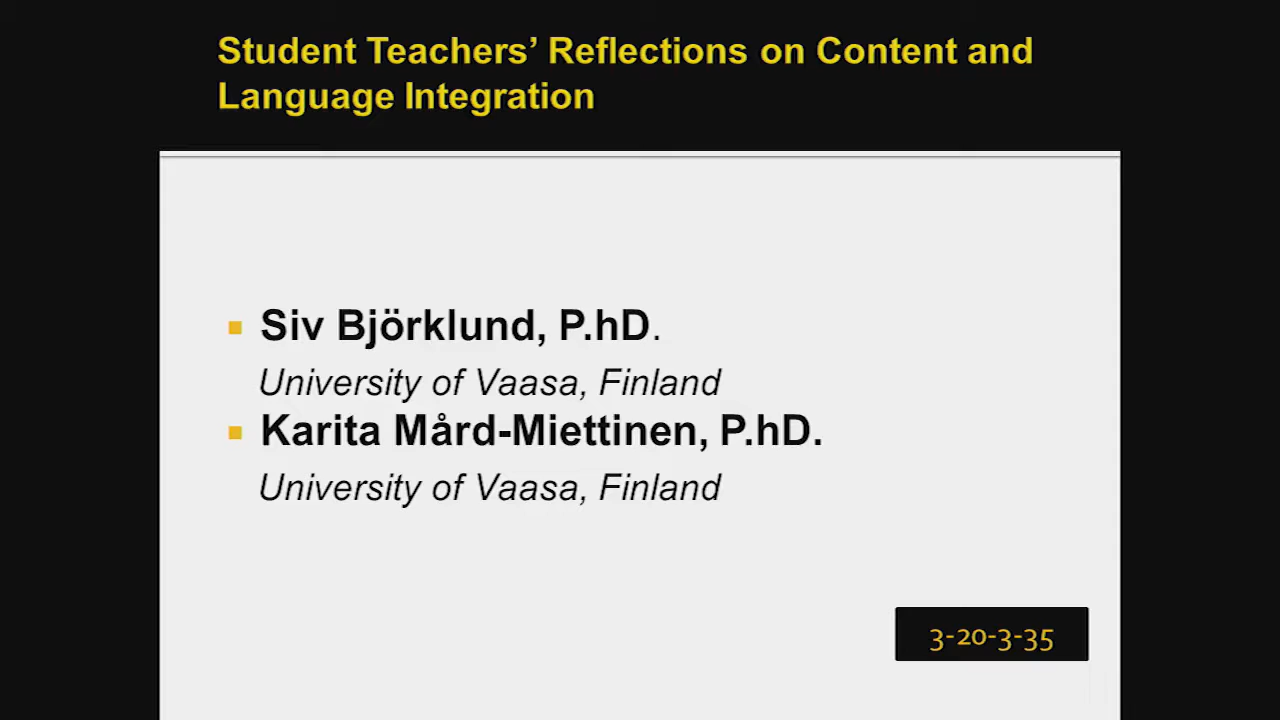 Student Teachers’ Reflections on Content and
Language Integration
Siv Björklund, P.hD.
University of Vaasa, Finland
Karita Mård-Miettinen, P.hD.
University of Vaasa, Finland
3-20-3-35